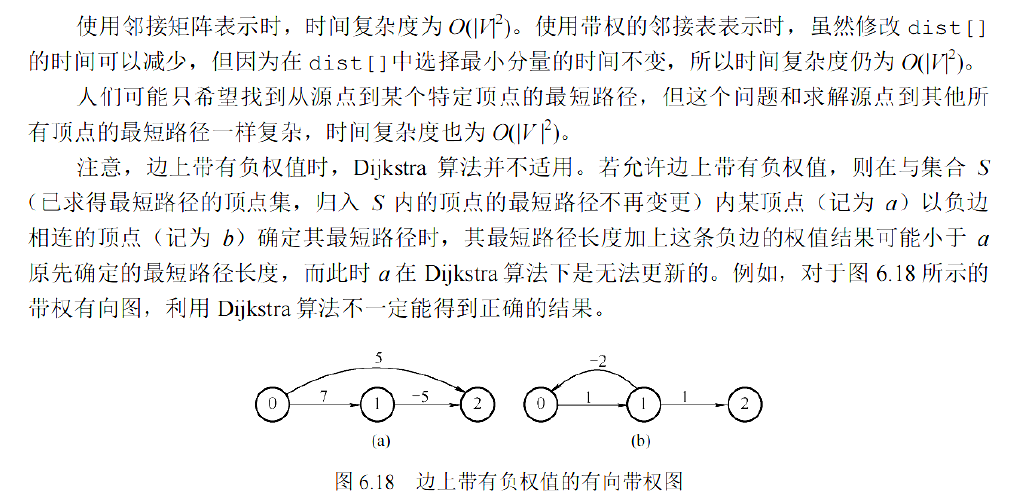 使用邻接矩阵表示时，时间复杂度为 O(|V|²)。使用带权的邻接表表示时，虽然修改 dist[]
的时间可以减少，但因为在 dist[]中选择最小分量的时间不变，所以时间复杂度仍为 O(|V|²)。
人们可能只希望找到从源点到某个特定顶点的最短路径，但这个问题和求解源点到其他所
有顶点的最短路径一样复杂，时间复杂度也为 O(|V|²)。
注意，边上带有负权值时，Dijkstra 算法并不适用。若允许边上带有负权值，则在与集合 S
（已求得最短路径的顶点集，归入 S 内的顶点的最短路径不再变更）内某顶点（记为 a）以负边
相连的顶点（记为 b）确定其最短路径时，其最短路径长度加上这条负边的权值结果可能小于 a
原先确定的最短路径长度，而此时 a 在 Dijkstra 算法下是无法更新的。例如，对于图 6.18 所示的
带权有向图，利用 Dijkstra 算法不一定能得到正确的结果。
5 -2
0 7 1 -5 2 0 1 1 1 2
(a) (b)
图 6.18 边上带有负权值的有向带权图